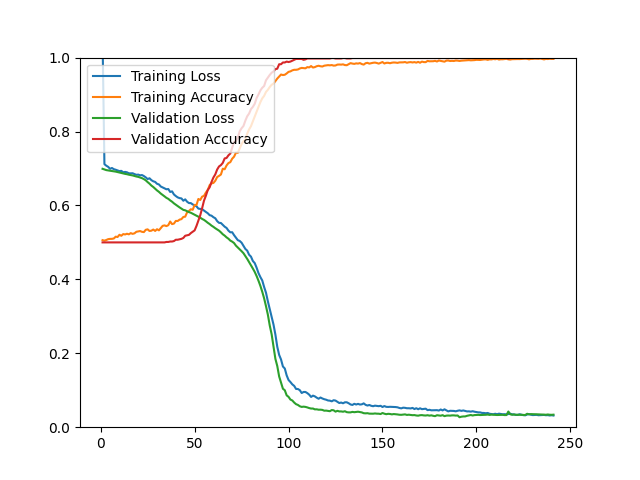 1.0
0.8
0.6
0.4
0.2
0.0
Training Loss
Training Accuracy
Validation Loss
Validation Accuracy
0 50 100 150 200 250